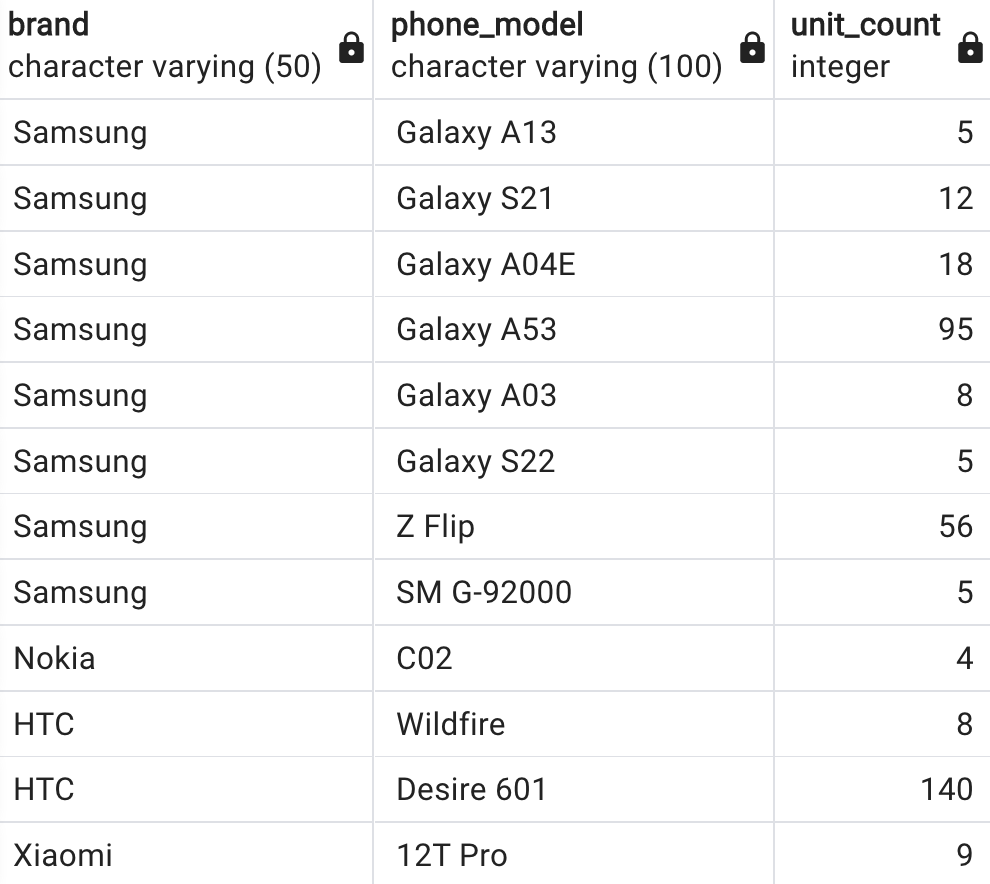 brand phone_model unit_count
character varying (50) character varying (100) integer
Samsung Galaxy A13 5
Samsung Galaxy S21 12
Samsung Galaxy A04E 18
Samsung Galaxy A53 95
Samsung Galaxy A03 8
Samsung Galaxy S22 5
Samsung Z Flip 56
Samsung SM G-92000 5
Nokia C02 4
HTC Wildfire 8
HTC Desire 601 140
Xiaomi 12T Pro 9